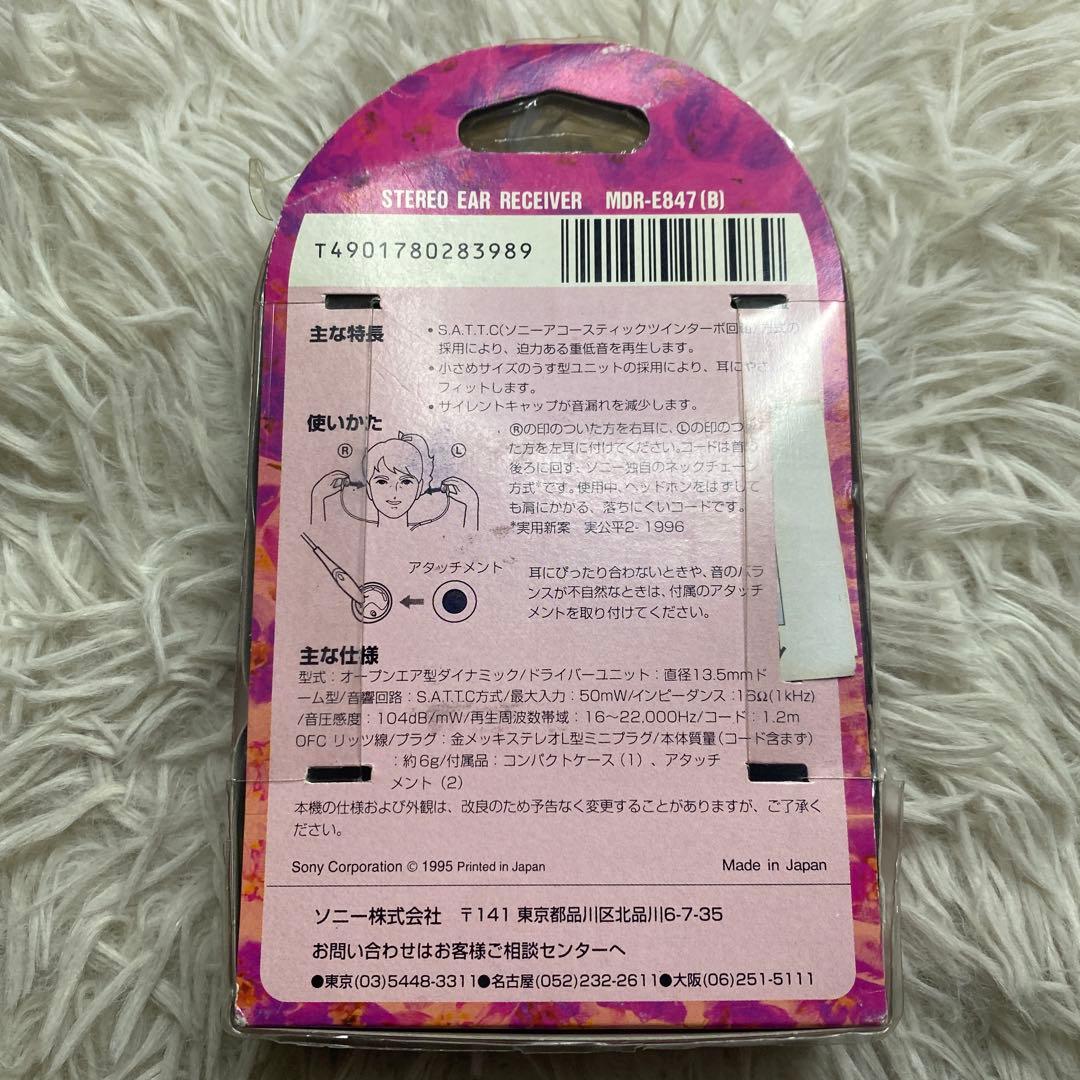 STEREO EAR RECEIVER MDR-E847(B)
T4901780283989
主な特長
• S.A.T.T.C(ソニーアコースティックツインターボ回路)方式の
採用により、迫力ある重低音を再生します。
• 小さめサイズのうす型ユニットの採用により、耳にやさ
フィットします。
• サイレントキャップが音漏れを減少します。
使いかた
Ⓡ Ⓛ
Ⓡの印のついた方を右耳に、Ⓛの印のつ
た方を左耳に付けてください。コードは首
後ろに回す、ソニー独自のネックチェーン
方式*です。使用中、ヘッドホンをはずして
も肩にかかる、落ちにくいコードです。
*実用新案 実公平2-1996
アタッチメント
耳にぴったり合わないときや、音のバラ
ンスが不自然なときは、付属のアタッチ
メントを取り付けてください。
主な仕様
型式：オープンエア型ダイナミック/ドライバーユニット：直径13.5mmド
ーム型/音響回路：S.A.T.T.C方式/最大入力：50mW/インピーダンス：16Ω(1kHz)
/音圧感度：104dB/mW/再生周波数帯域：16～22,000Hz/コード：1.2m
OFC リッツ線/プラグ：金メッキステレオL型ミニプラグ/本体質量(コード含まず)
：約6g/付属品：コンパクトケース(1)、アタッチ
メント(2)
本機の仕様および外観は、改良のため予告なく変更することがありますが、ご了承く
ださい。
Sony Corporation © 1995 Printed in Japan
Made in Japan
ソニー株式会社 〒141 東京都品川区北品川6-7-35
お問い合わせはお客様ご相談センターへ
●東京(03)5448-3311●名古屋(052)232-2611●大阪(06)251-5111